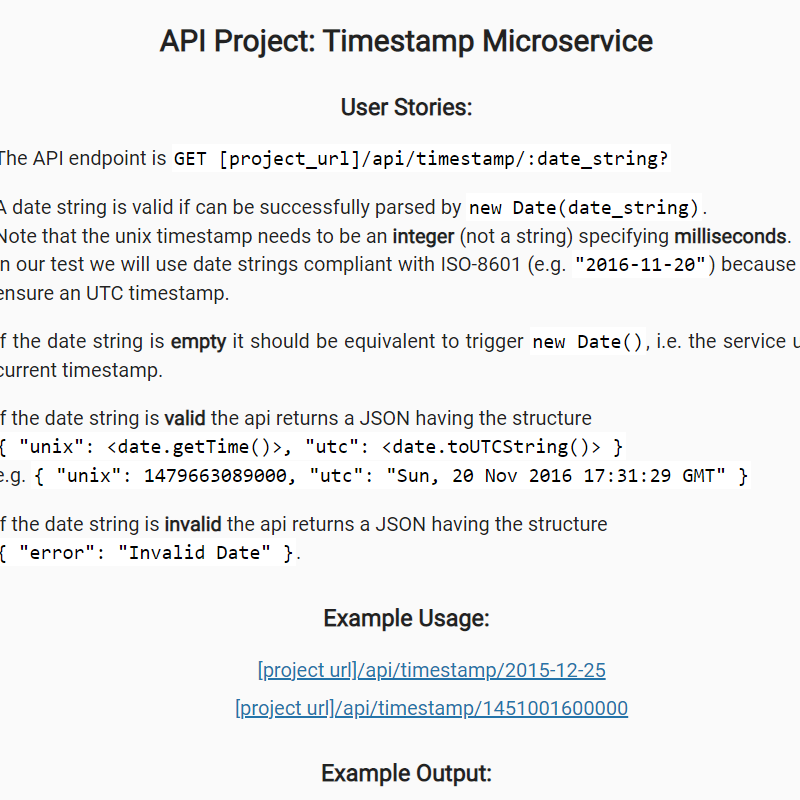 API Project: Timestamp Microservice
User Stories:
The API endpoint is GET [project_url]/api/timestamp/:date_string?
A date string is valid if can be successfully parsed by new Date(date_string).
Note that the unix timestamp needs to be an integer (not a string) specifying milliseconds.
n our test we will use date strings compliant with ISO-8601 (e.g. "2016-11-20") because
ensure an UTC timestamp.
f the date string is empty it should be equivalent to trigger new Date(), i.e. the service u
current timestamp.
f the date string is valid the api returns a JSON having the structure
{ "unix": <date.getTime()>, "utc": <date.toUTCString()> }
e.g. { "unix": 1479663089000, "utc": "Sun, 20 Nov 2016 17:31:29 GMT" }
f the date string is invalid the api returns a JSON having the structure
{ "error": "Invalid Date" }.
Example Usage:
[project url]/api/timestamp/2015-12-25
[project url]/api/timestamp/1451001600000
Example Output: